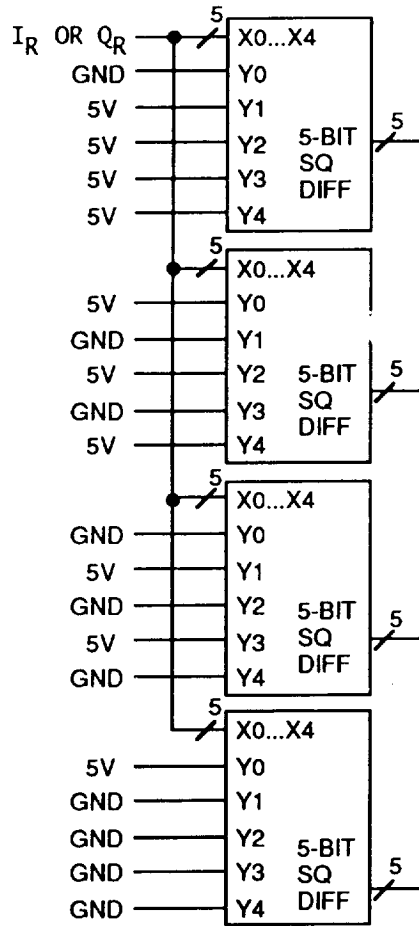 I_R OR Q_R 5 X0...X4
GND Y0
5V Y1
5V Y2 5-BIT 5
5V Y3 SQ
5V Y4 DIFF
5 X0...X4
5V Y0
GND Y1
5V Y2 5-BIT 5
GND Y3 SQ
5V Y4 DIFF
5 X0...X4
GND Y0
5V Y1
GND Y2 5-BIT 5
5V Y3 SQ
GND Y4 DIFF
5 X0...X4
5V Y0
GND Y1
GND Y2 5-BIT
GND Y3 SQ 5
GND Y4 DIFF